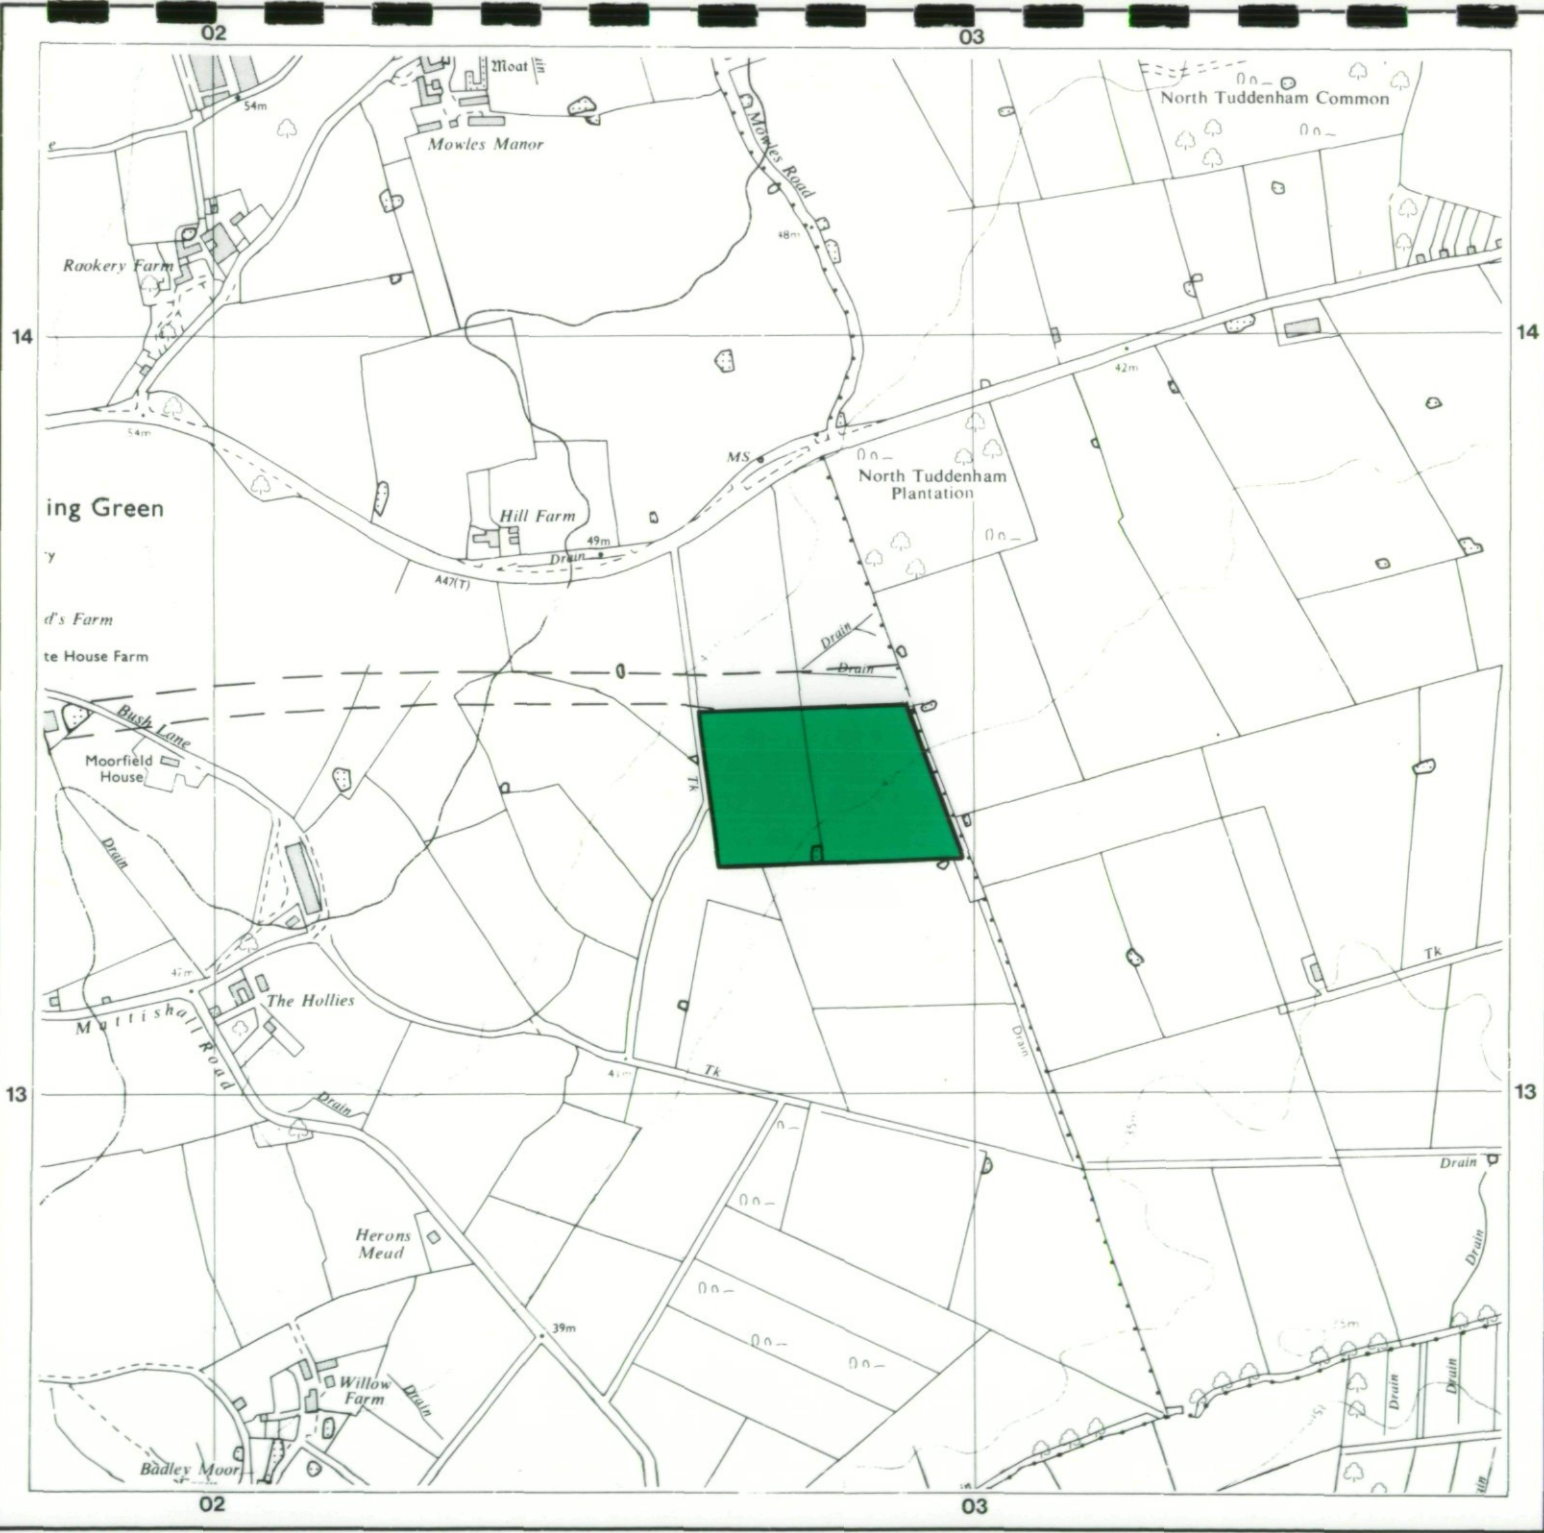 02
03
Moat
54m
North Tuddenham Common
Mowles Manor
Mowles Road
48m
Rookery Farm
14
14
42m
54m
MS
North Tuddenham
Plantation
ing Green
Hill Farm
49m
Drain
A47(T)
d's Farm
Drain
te House Farm
Drain
Bush Lane
Moorfield
House
Tk
Drain
Tk
47m
The Hollies
Mattishall Road
Drain
Tk
13
13
Drain
Drain
Herons
Mead
Drain
39m
Willow
Farm
Drain
Drain
Drain
Badley Moor
02
03